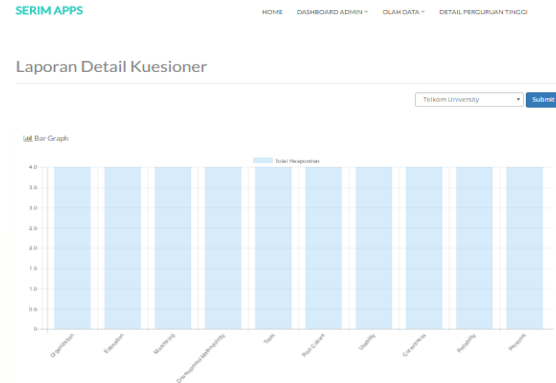 SERIM APPS
HOME DASHBOARD ADMIN OLAH DATA DETAIL PERGURUAN TINGGI
Laporan Detail Kuesioner
Telkom University Submit
Bar Graph
Total Responden
4.0
3.5
3.0
2.5
2.0
1.5
1.0
0.5
0
Organization Education Monitoring Tools Usability Correctness Reliability